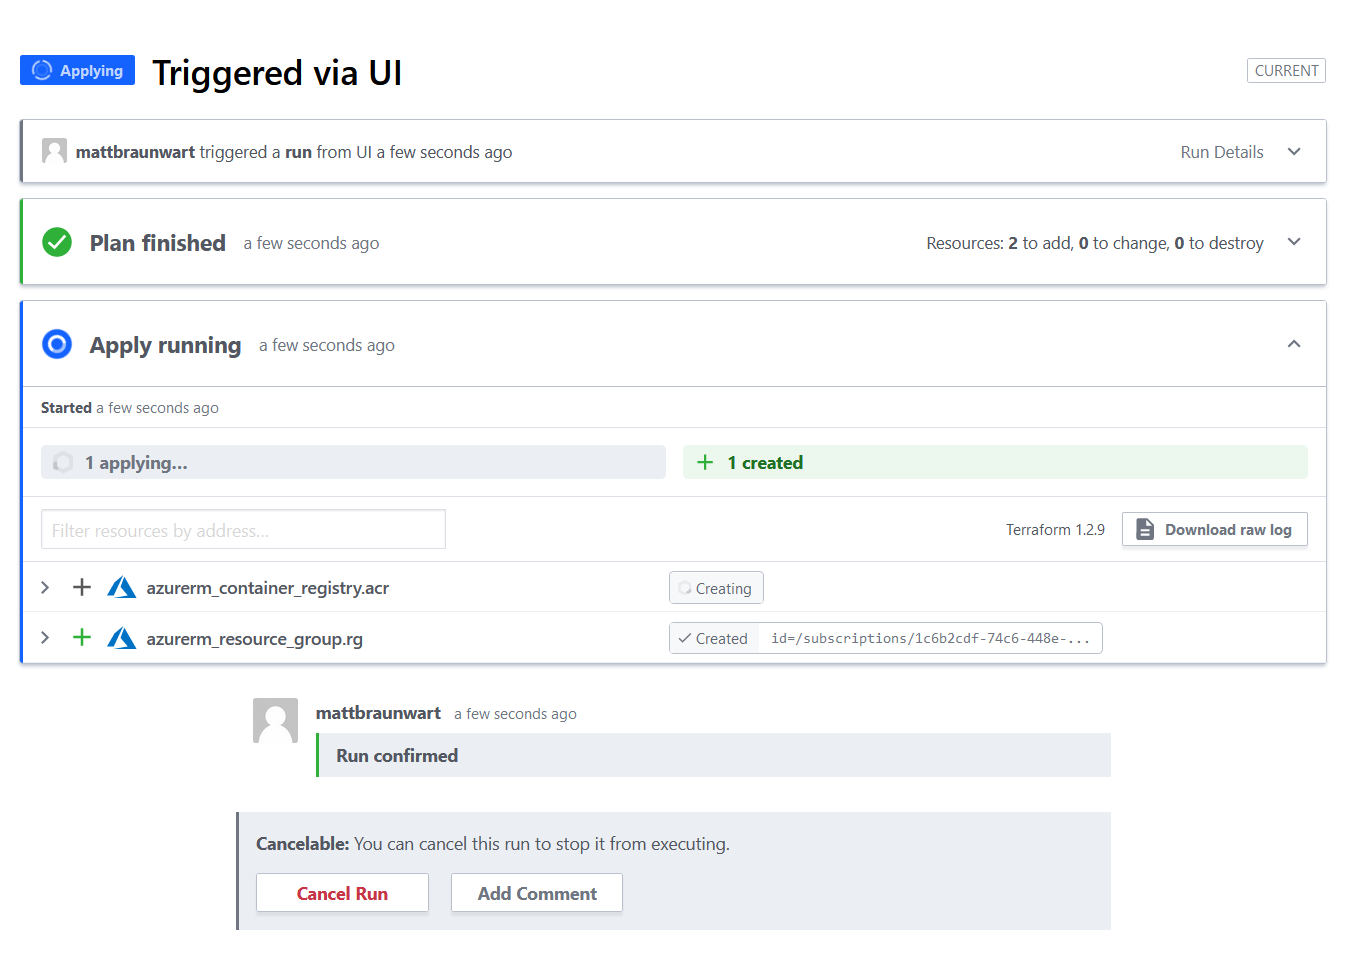 Applying Triggered via UI CURRENT
mattbraunwart triggered a run from UI a few seconds ago Run Details
Plan finished a few seconds ago Resources: 2 to add, 0 to change, 0 to destroy
Apply running a few seconds ago
Started a few seconds ago
1 applying... + 1 created
Filter resources by address... Terraform 1.2.9 Download raw log
+ azurerm_container_registry.acr Creating
+ azurerm_resource_group.rg Created id=/subscriptions/1c6b2cdf-74c6-448e-...
mattbraunwart a few seconds ago
Run confirmed
Cancelable: You can cancel this run to stop it from executing.
Cancel Run Add Comment